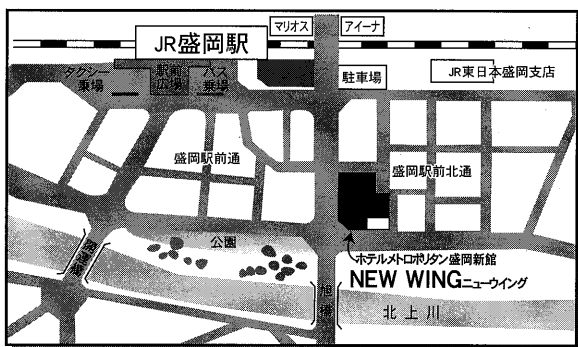 マリオス
アイーナ
JR盛岡駅
タクシー
乗場
駅前
広場
バス
乗場
駐車場
JR東日本盛岡支店
盛岡駅前通
盛岡駅前北通
公園
開運橋
旭橋
ホテルメトロポリタン盛岡新館
NEW WINGニューウイング
北上川